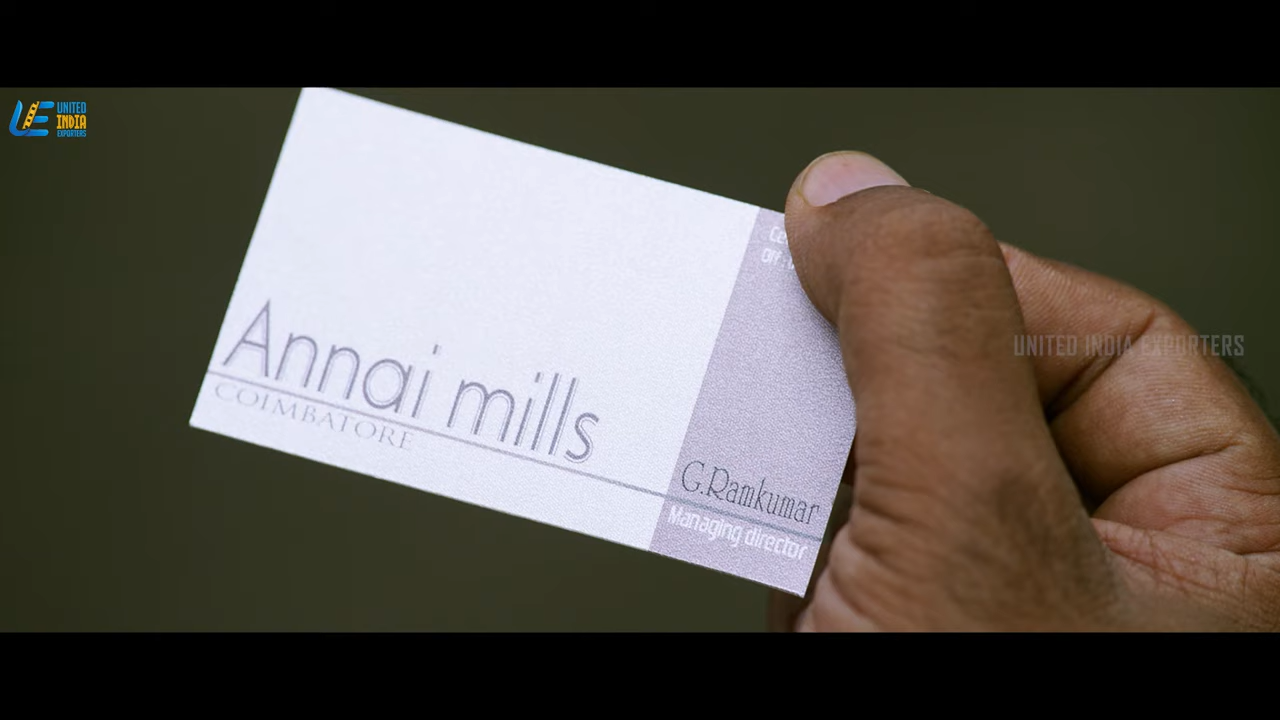 UNITED
INDIA
EXPORTERS
Annai mills
COIMBATORE
G.Ramkumar
Managing director
UNITED INDIA EXPORTERS